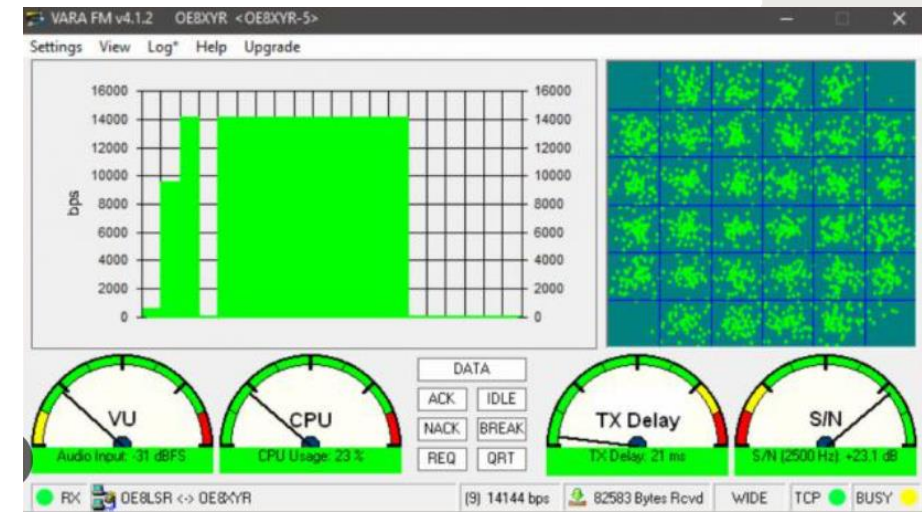 VARA FM v4.1.2 OE8XYR <OE8XYR-5>
Settings View Log* Help Upgrade
16000 16000
14000 14000
12000 12000
10000 10000
8000 8000
6000 6000
4000 4000
2000 2000
0 0
bps
VU
Audio Input: -31 dBFS
CPU
CPU Usage: 23 %
DATA
ACK IDLE
NACK BREAK
REQ QRT
TX Delay
TX Delay: 21 ms
S/N
S/N (2500 Hz): +23.1 dB
RX OE8LSR <-> OE8XYR (9) 14144 bps 82583 Bytes Rcvd WIDE TCP BUSY